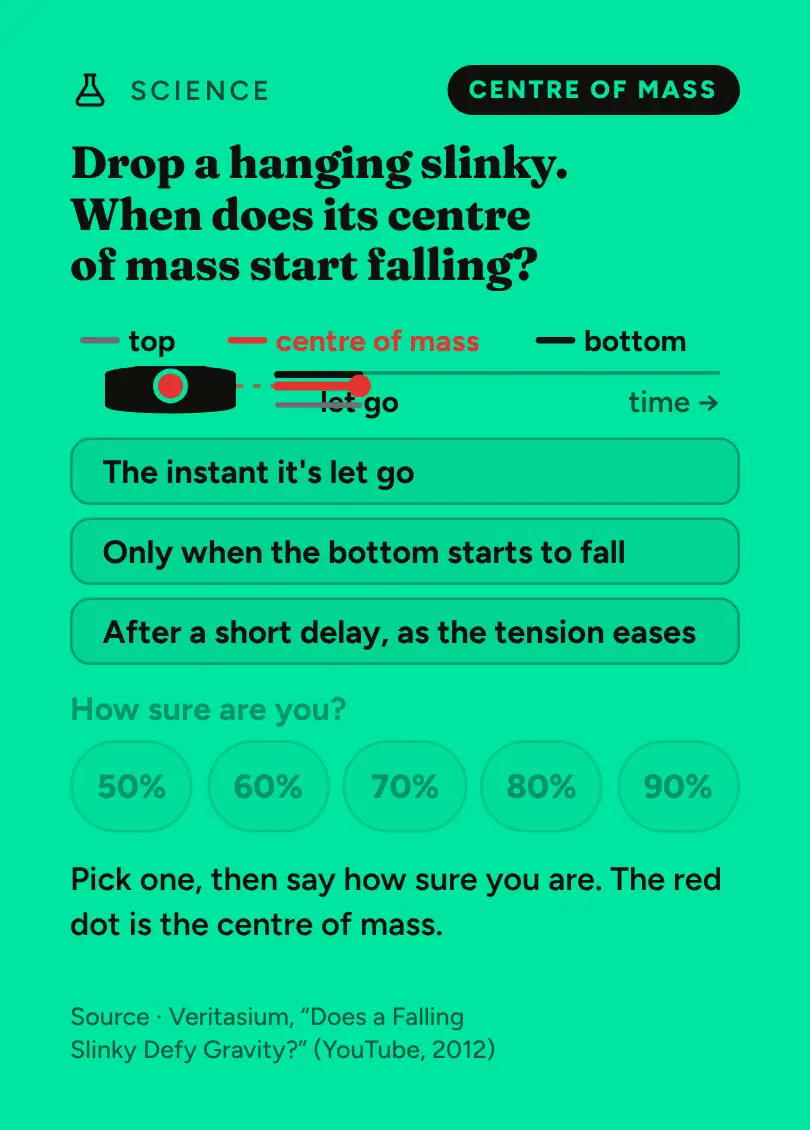 SCIENCE
CENTRE OF MASS
Drop a hanging slinky.
When does its centre
of mass start falling?
top
centre of mass
bottom
let go
time →
The instant it's let go
Only when the bottom starts to fall
After a short delay, as the tension eases
How sure are you?
50%
60%
70%
80%
90%
Pick one, then say how sure you are. The red
dot is the centre of mass.
Source · Veritasium, “Does a Falling
Slinky Defy Gravity?” (YouTube, 2012)